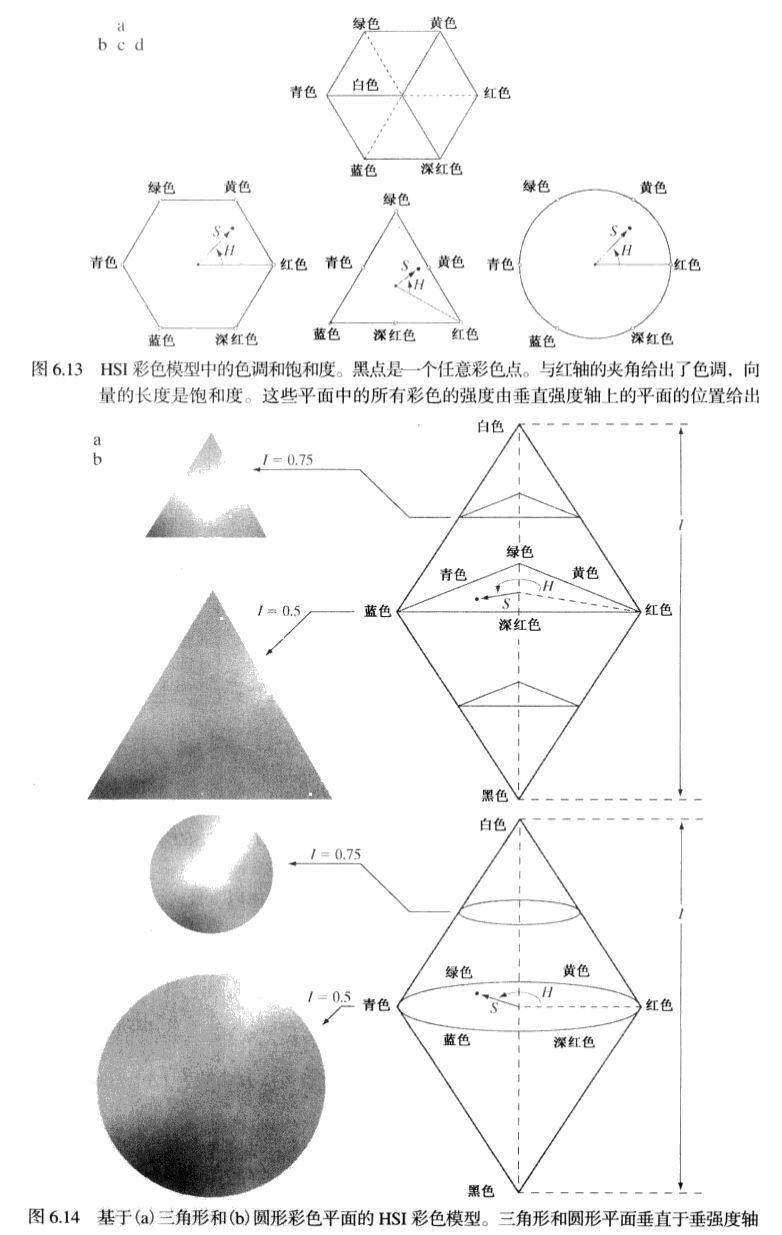 a
b c d
绿色 黄色
青色 白色 红色
蓝色 深红色
绿色 黄色
青色 S H 红色
蓝色 深红色
绿色
青色 S H 黄色
蓝色 深红色 红色
绿色 黄色
青色 S H 红色
蓝色 深红色
图 6.13 HSI 彩色模型中的色调和饱和度。黑点是一个任意彩色点。与红轴的夹角给出了色调，向
量的长度是饱和度。这些平面中的所有彩色的强度由垂直强度轴上的平面的位置给出
a
b
白色
I = 0.75
I
绿色
青色 黄色
H
S
I = 0.5 蓝色 红色
深红色
黑色
白色
I = 0.75
I
绿色 黄色
H
S
I = 0.5 青色 红色
蓝色 深红色
黑色
图 6.14 基于(a)三角形和(b)圆形彩色平面的 HSI 彩色模型。三角形和圆形平面垂直于垂强度轴